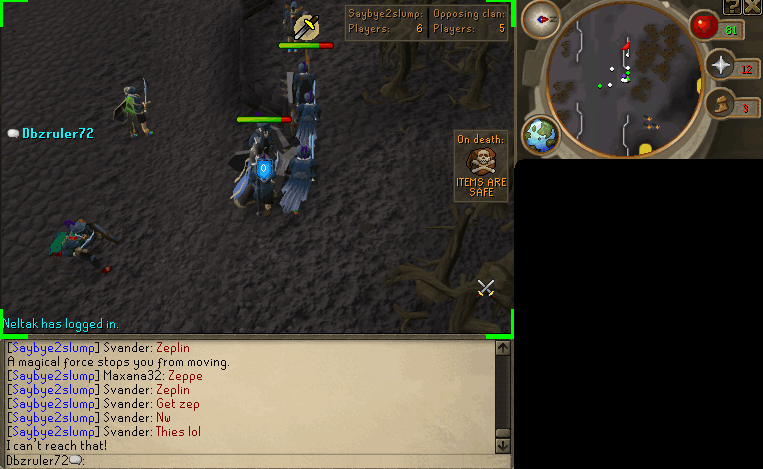 Saybye2slump: Opposing clan:
Players: 6 Players: 5
61
12
3
Dbzruler72
On death:
ITEMS ARE
SAFE
0
Neltak has logged in.
[Saybye2slump] Svander: Zeplin
A magical force stops you from moving.
[Saybye2slump] Maxana32: Zeppe
[Saybye2slump] Svander: Zeplin
[Saybye2slump] Svander: Get zep
[Saybye2slump] Svander: Nw
[Saybye2slump] Svander: Thies lol
I can't reach that!
Dbzruler72: